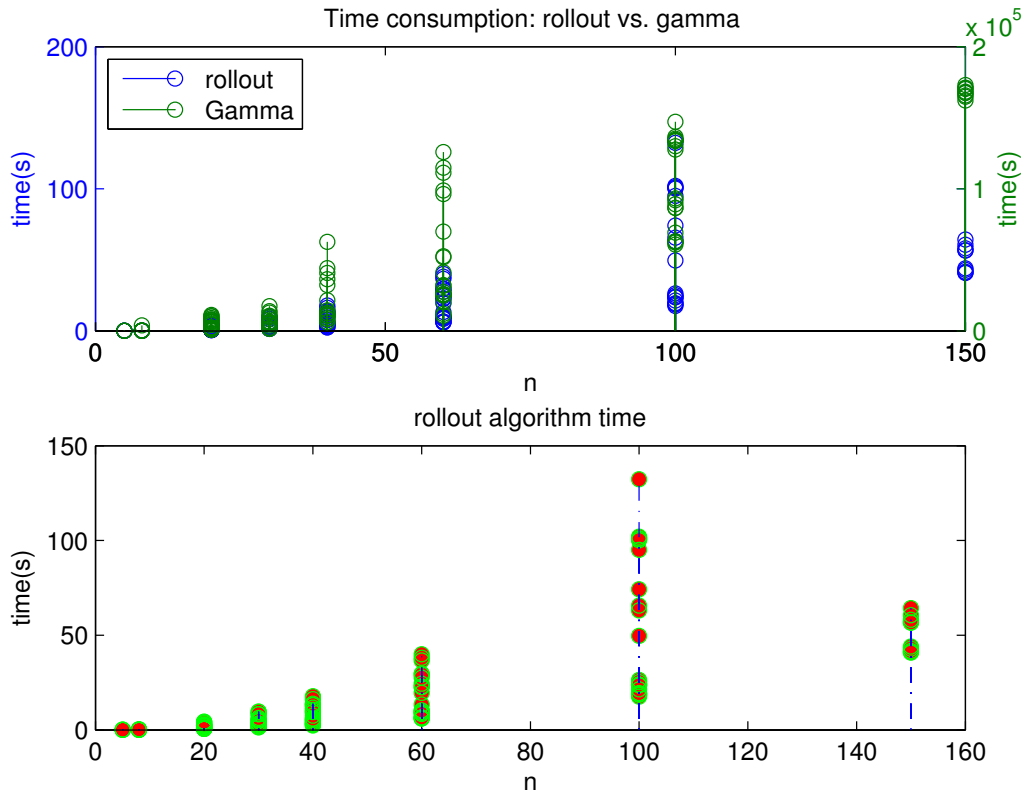 Time consumption: rollout vs. gamma
x 10^5
200
100
0
time(s)
rollout
Gamma
2
1
0
time(s)
0
50
100
150
n
rollout algorithm time
150
100
50
0
time(s)
0
20
40
60
80
100
120
140
160
n